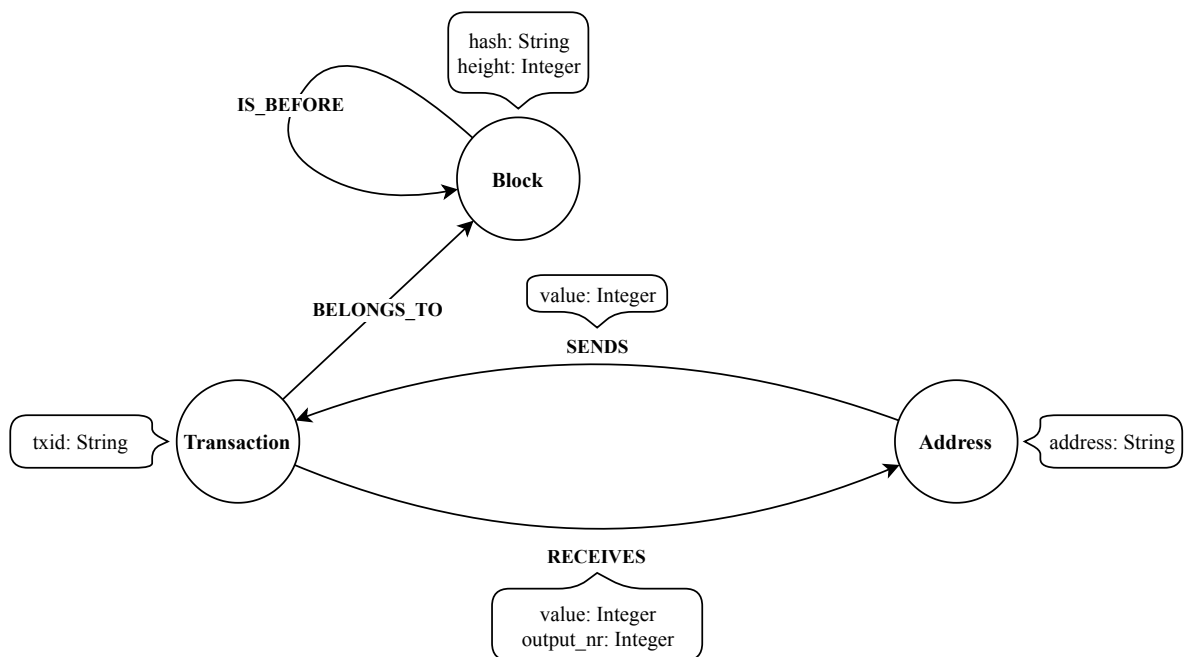 hash: String
height: Integer
IS_BEFORE
Block
value: Integer
BELONGS_TO
SENDS
txid: String
Transaction
Address
address: String
RECEIVES
value: Integer
output_nr: Integer